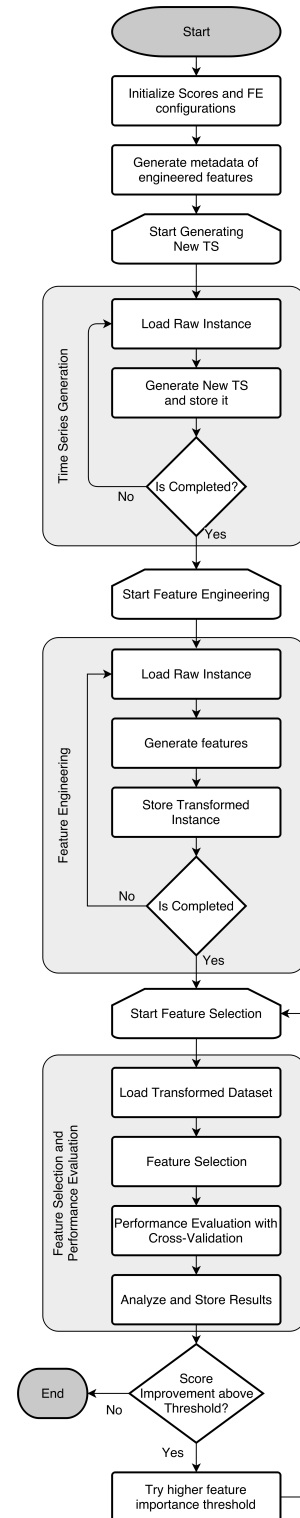 Start
Initialize Scores and FE
configurations
Generate metadata of
engineered features
Start Generating
New TS
Time Series Generation
Load Raw Instance
Generate New TS
and store it
Is Completed?
No
Yes
Start Feature Engineering
Feature Engineering
Load Raw Instance
Generate features
Store Transformed
Instance
Is Completed
No
Yes
Start Feature Selection
Feature Selection and
Performance Evaluation
Load Transformed Dataset
Feature Selection
Performance Evaluation with
Cross-Validation
Analyze and Store Results
Score
Improvement above
Threshold?
End
No
Yes
Try higher feature
importance threshold